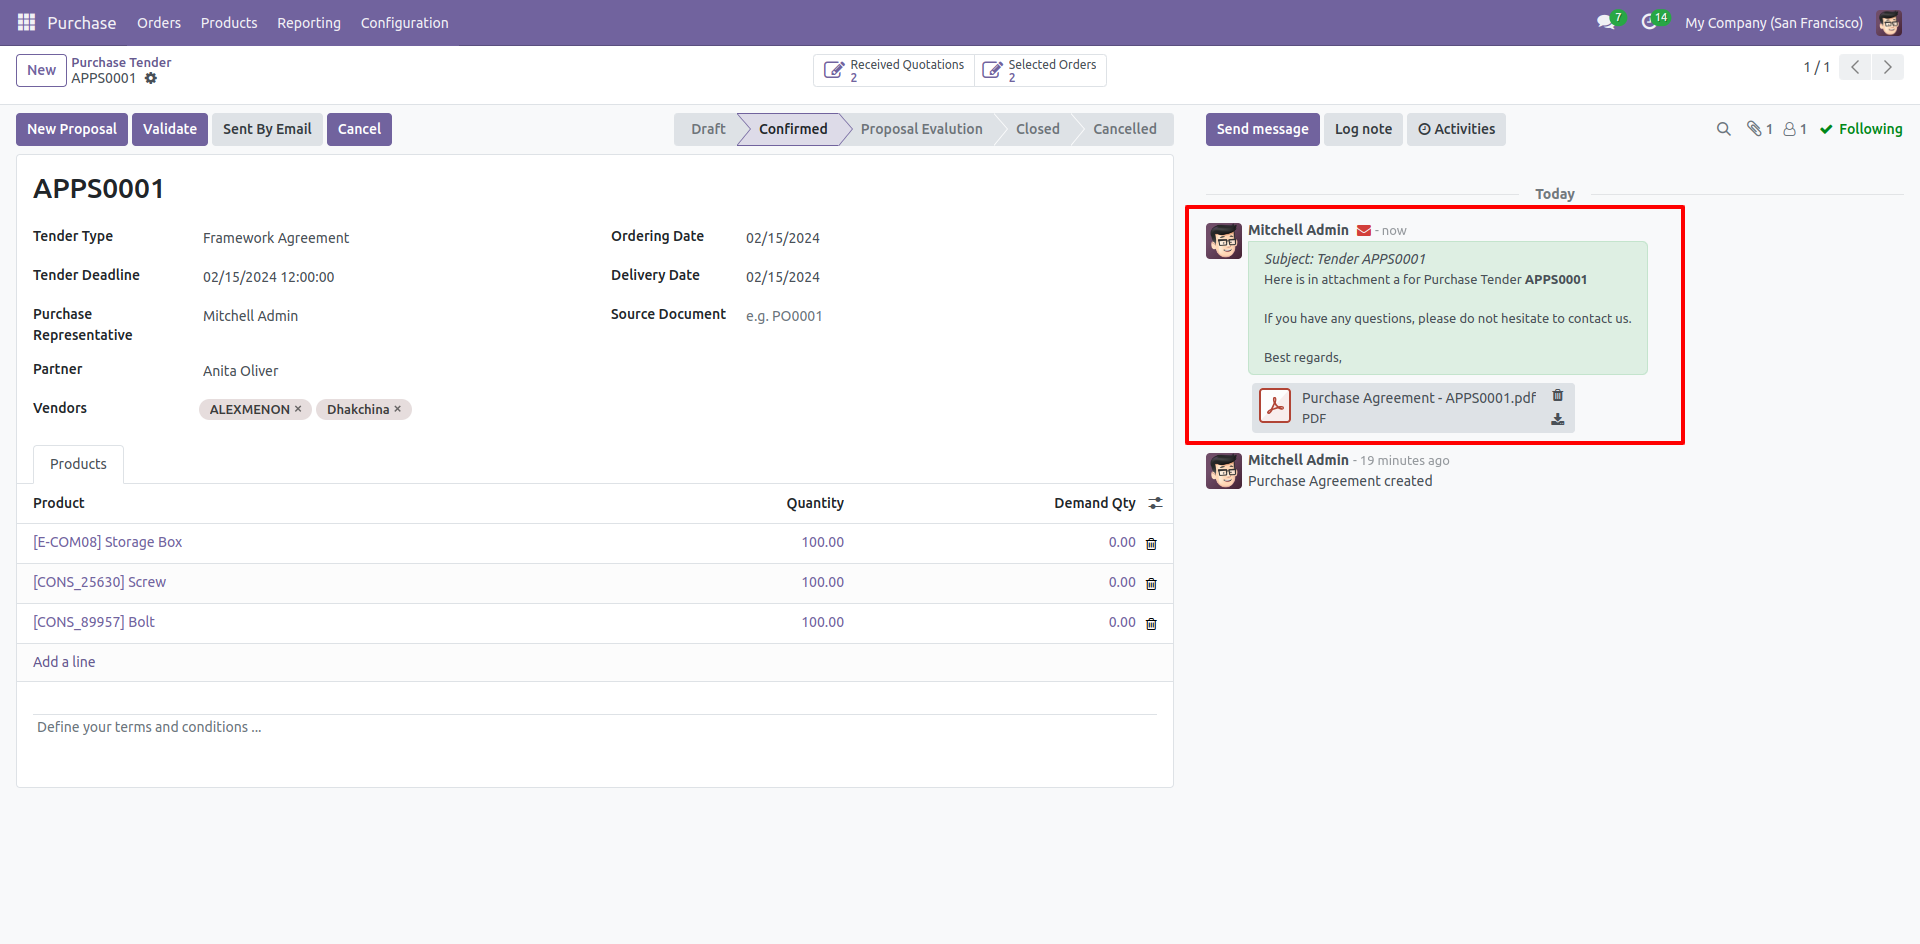 Purchase Orders Products Reporting Configuration 7 14 My Company (San Francisco)
New Purchase Tender
APPS0001
Received Quotations
2
Selected Orders
2
1 / 1
New Proposal Validate Sent By Email Cancel
Draft Confirmed Proposal Evalution Closed Cancelled
Send message Log note Activities 1 1 Following
APPS0001
Tender Type Framework Agreement
Ordering Date 02/15/2024
Tender Deadline 02/15/2024 12:00:00
Delivery Date 02/15/2024
Purchase
Representative
Mitchell Admin
Source Document e.g. PO0001
Partner Anita Oliver
Vendors ALEXMENON × Dhakchina ×
Products
Product Quantity Demand Qty
[E-COM08] Storage Box 100.00 0.00
[CONS_25630] Screw 100.00 0.00
[CONS_89957] Bolt 100.00 0.00
Add a line
Define your terms and conditions ...
Today
Mitchell Admin - now
Subject: Tender APPS0001
Here is in attachment a for Purchase Tender APPS0001
If you have any questions, please do not hesitate to contact us.
Best regards,
Purchase Agreement - APPS0001.pdf
PDF
Mitchell Admin - 19 minutes ago
Purchase Agreement created